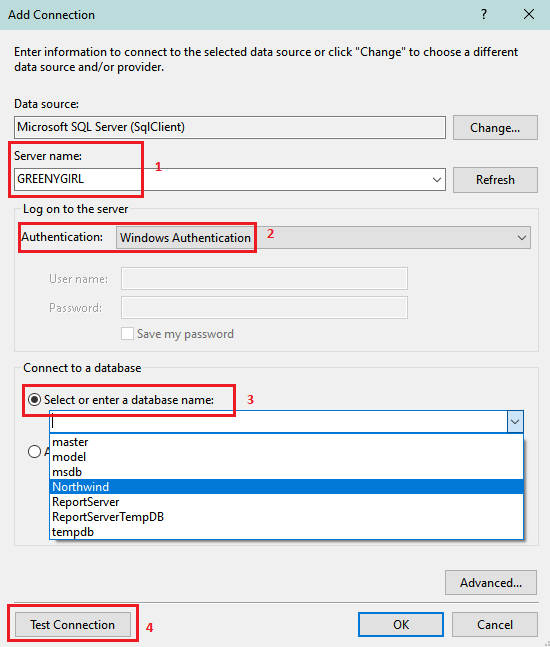 Add Connection
?
Enter information to connect to the selected data source or click "Change" to choose a different
data source and/or provider.
Data source:
Microsoft SQL Server (SqlClient)
Change...
Server name:
1
GREENYGIRL
Refresh
Log on to the server
Authentication:
Windows Authentication
2
User name:
Password:
Save my password
Connect to a database
Select or enter a database name:
3
master
model
msdb
Northwind
ReportServer
ReportServerTempDB
tempdb
Advanced...
Test Connection
4
OK
Cancel